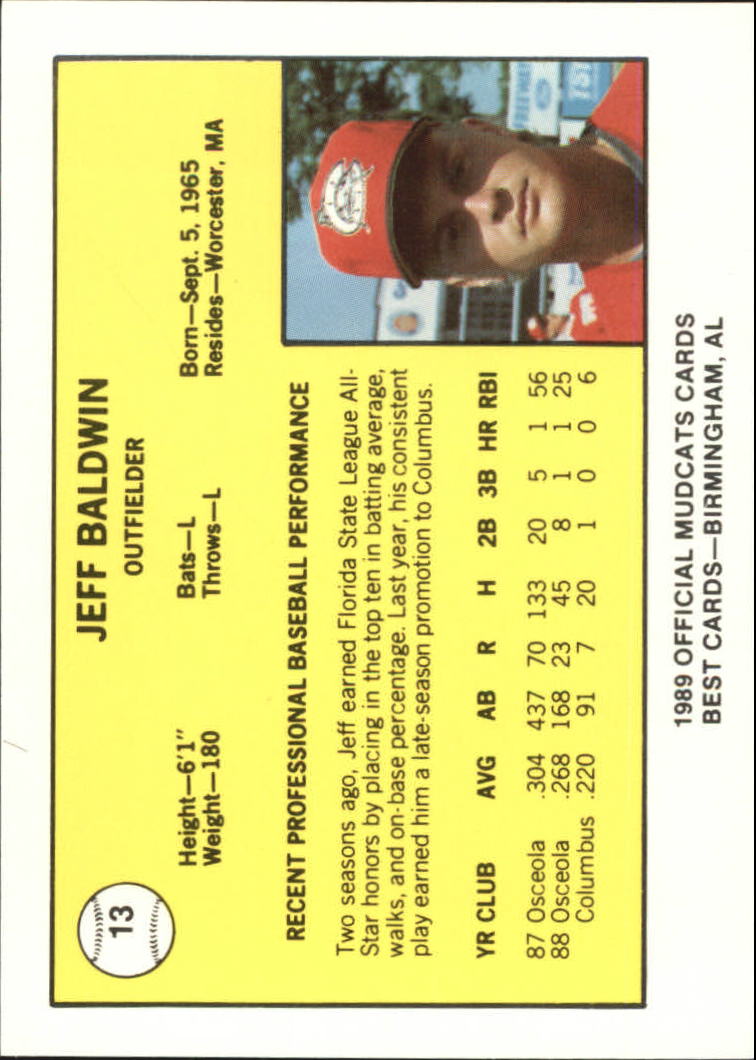 13
JEFF BALDWIN
OUTFIELDER
Height—6'1" Bats—L Born—Sept. 5, 1965
Weight—180 Throws—L Resides—Worcester, MA
RECENT PROFESSIONAL BASEBALL PERFORMANCE
Two seasons ago, Jeff earned Florida State League All-
Star honors by placing in the top ten in batting average,
walks, and on-base percentage. Last year, his consistent
play earned him a late-season promotion to Columbus.
YR CLUB AVG AB R H 2B 3B HR RBI
87 Osceola .304 437 70 133 20 5 1 56
88 Osceola .268 168 23 45 8 1 1 25
Columbus .220 91 7 20 1 0 0 6
1989 OFFICIAL MUDCATS CARDS
BEST CARDS—BIRMINGHAM, AL